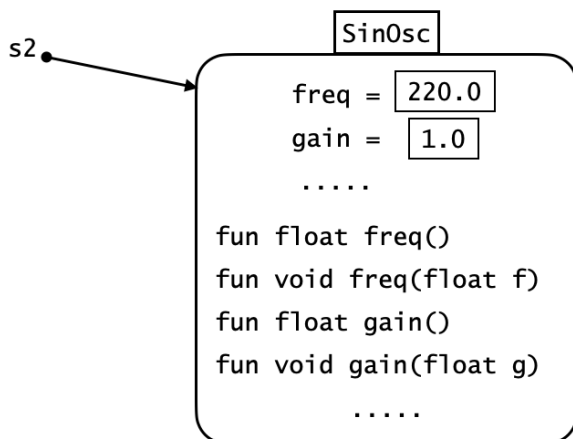 SinOsc
s2
freq = 220.0
gain = 1.0
.....
fun float freq()
fun void freq(float f)
fun float gain()
fun void gain(float g)
.....